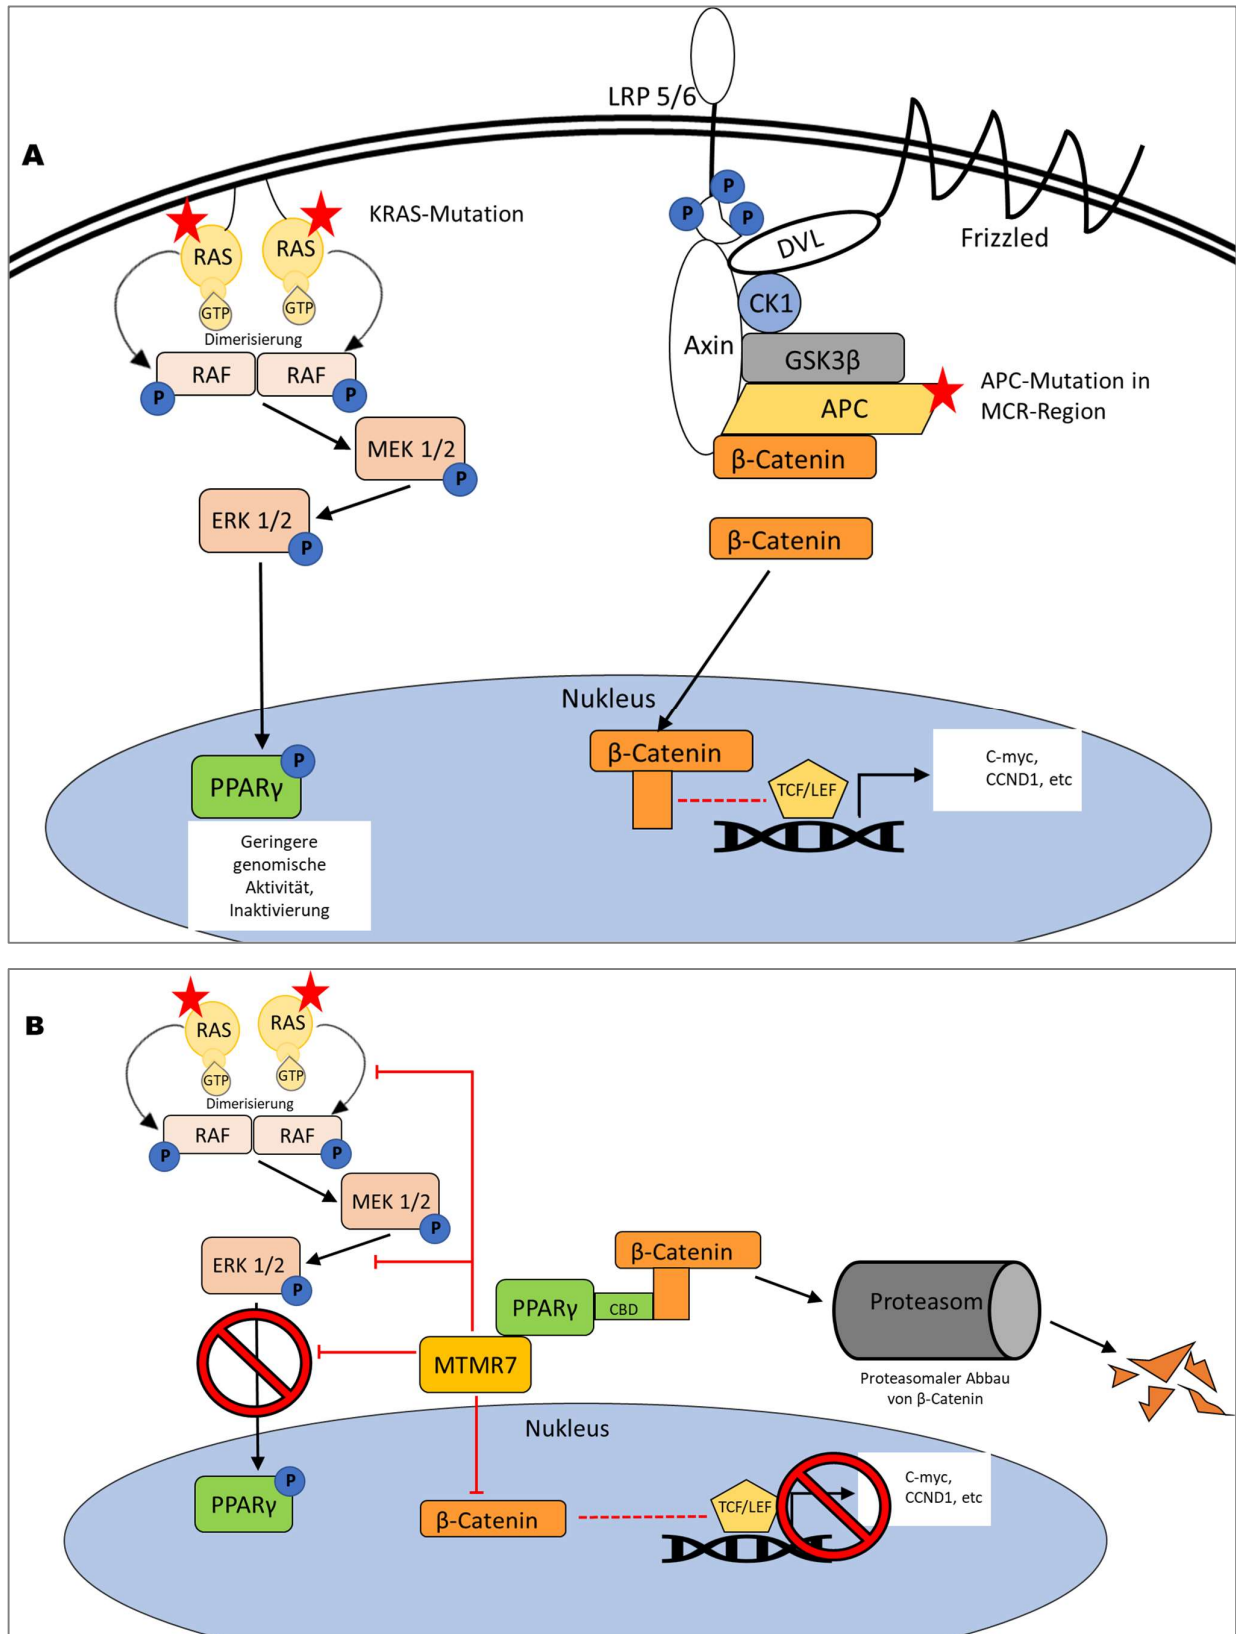 A
LRP 5/6
P
P
P
KRAS-Mutation
RAS
RAS
GTP
GTP
Dimerisierung
RAF
RAF
P
P
MEK 1/2
P
ERK 1/2
P
DVL
Frizzled
CK1
Axin
GSK3β
APC
APC-Mutation in
MCR-Region
β-Catenin
β-Catenin
Nukleus
P
PPARγ
Geringere
genomische
Aktivität,
Inaktivierung
β-Catenin
TCF/LEF
C-myc,
CCND1, etc
B
RAS
RAS
GTP
GTP
Dimerisierung
RAF
RAF
P
P
MEK 1/2
P
ERK 1/2
P
β-Catenin
PPARγ
CBD
MTMR7
Proteasom
Proteasomaler Abbau
von β-Catenin
Nukleus
P
PPARγ
β-Catenin
TCF/LEF
C-myc,
CCND1, etc